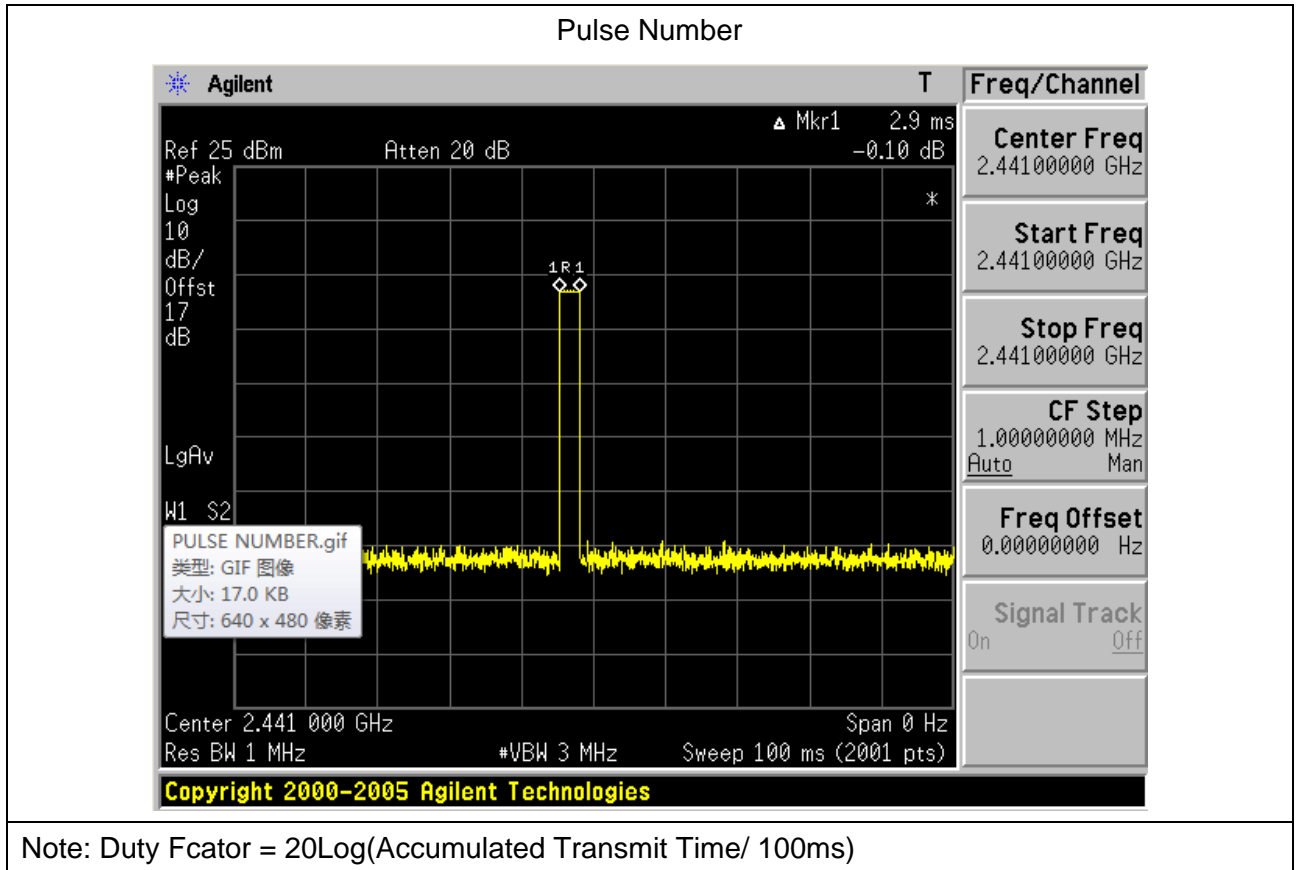 Pulse Number
Agilent T
Freq/Channel
Δ Mkr1 2.9 ms
Ref 25 dBm Atten 20 dB -0.10 dB
#Peak
Log
10
dB/
Offst
17
dB
LgAv
W1 S2
*
1R 1
PULSE NUMBER.gif
类型: GIF 图像
大小: 17.0 KB
尺寸: 640 x 480 像素
Center 2.441 000 GHz Span 0 Hz
Res BW 1 MHz #VBW 3 MHz Sweep 100 ms (2001 pts)
Center Freq
2.44100000 GHz
Start Freq
2.44100000 GHz
Stop Freq
2.44100000 GHz
CF Step
1.00000000 MHz
Auto Man
Freq Offset
0.00000000 Hz
Signal Track
On Off
Copyright 2000-2005 Agilent Technologies
Note: Duty Fcator = 20Log(Accumulated Transmit Time/ 100ms)